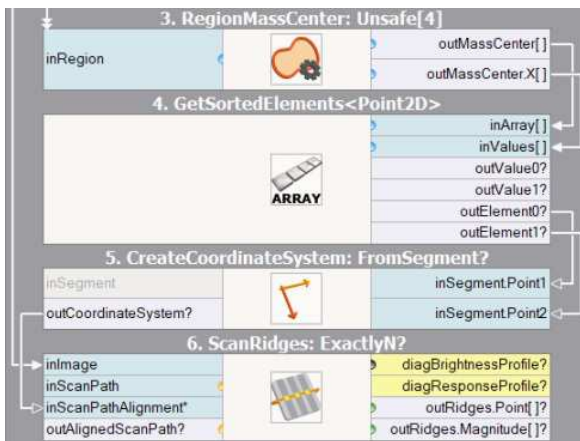 3. RegionMassCenter: Unsafe[4]
inRegion
outMassCenter[]
outMassCenter.X[]
4. GetSortedElements<Point2D>
inArray[]
inValues[]
outValue0?
outValue1?
outElement0?
outElement1?
ARRAY
5. CreateCoordinateSystem: FromSegment?
inSegment
outCoordinateSystem?
inSegment.Point1
inSegment.Point2
6. ScanRidges: ExactlyN?
inImage
inScanPath
inScanPathAlignment*
outAlignedScanPath?
diagBrightnessProfile?
diagResponseProfile?
outRidges.Point[]?
outRidges.Magnitude[]?